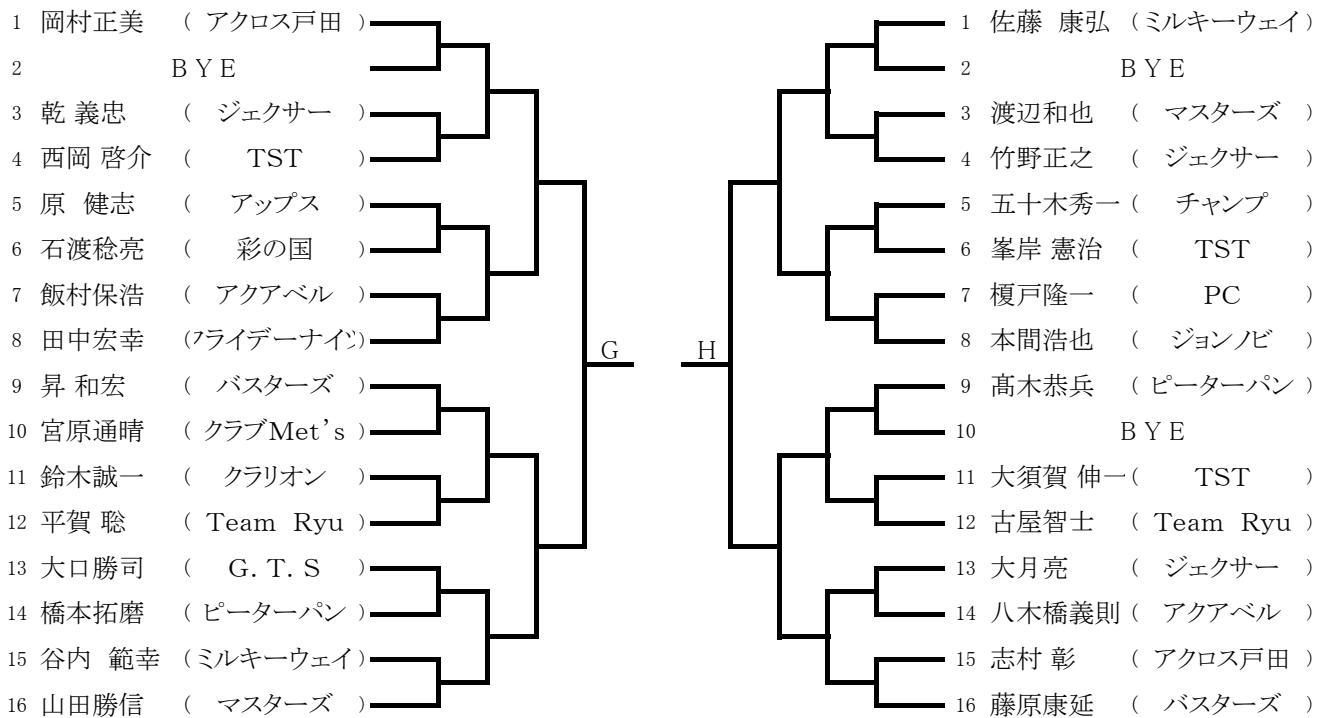 1 岡村正美 ( アクロス戸田 )
2 BYE
3 乾 義忠 ( ジェクサー )
4 西岡 啓介 ( TST )
5 原 健志 ( アップス )
6 石渡稔亮 ( 彩の国 )
7 飯村保浩 ( アクアベル )
8 田中宏幸 (フライデーナイツ)
9 昇 和宏 ( バスターズ )
10 宮原通晴 ( クラブMet's )
11 鈴木誠一 ( クラリオン )
12 平賀 聡 ( Team Ryu )
13 大口勝司 ( G.T.S )
14 橋本拓磨 ( ピーターパン )
15 谷内 範幸 (ミルキーウェイ)
16 山田勝信 ( マスターズ )
G
H
1 佐藤 康弘 (ミルキーウェイ)
2 BYE
3 渡辺和也 ( マスターズ )
4 竹野正之 ( ジェクサー )
5 五十木秀一 ( チャンプ )
6 峯岸 憲治 ( TST )
7 榎戸隆一 ( PC )
8 本間浩也 ( ジョンノビ )
9 髙木恭兵 ( ピーターパン )
10 BYE
11 大須賀 伸一 ( TST )
12 古屋智士 ( Team Ryu )
13 大月亮 ( ジェクサー )
14 八木橋義則 ( アクアベル )
15 志村 彰 ( アクロス戸田 )
16 藤原康延 ( バスターズ )